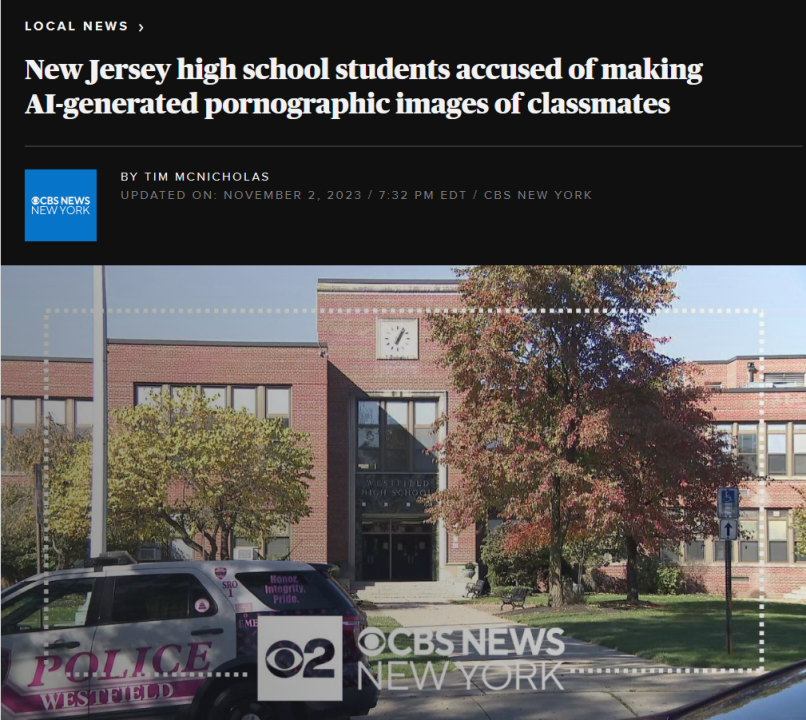 LOCAL NEWS ›
New Jersey high school students accused of making
AI-generated pornographic images of classmates
BY TIM MCNICHOLAS
UPDATED ON: NOVEMBER 2, 2023 / 7:32 PM EDT / CBS NEW YORK
CBS NEWS
NEW YORK
WESTFIELD
HIGH SCHOOL
SRO
1
Honor,
Integrity,
Pride.
EME
POLICE
WESTFIELD
2
CBS NEWS
NEW YORK